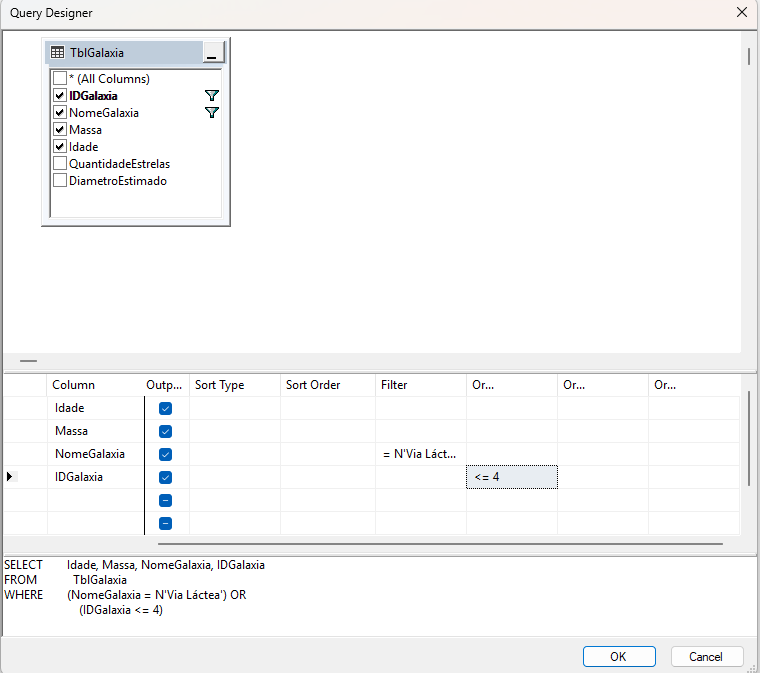 Query Designer
TblGalaxia
* (All Columns)
IDGalaxia
NomeGalaxia
Massa
Idade
QuantidadeEstrelas
DiametroEstimado
Column Outp... Sort Type Sort Order Filter Or... Or... Or...
Idade
Massa
NomeGalaxia = N'Via Láct...
IDGalaxia <= 4
SELECT Idade, Massa, NomeGalaxia, IDGalaxia
FROM TblGalaxia
WHERE (NomeGalaxia = N'Via Láctea') OR
(IDGalaxia <= 4)
OK Cancel